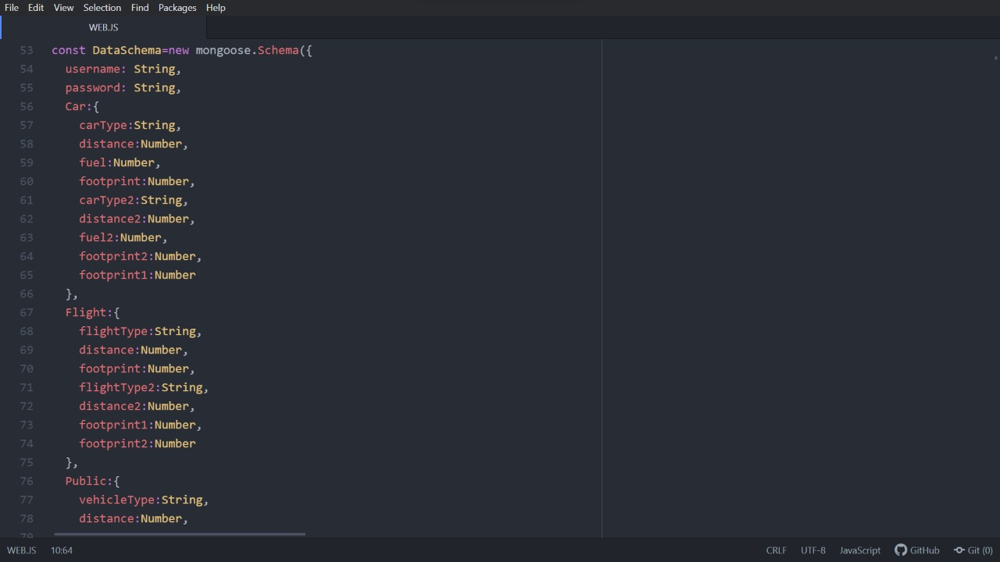 File Edit View Selection Find Packages Help
WEB.JS
53 const DataSchema=new mongoose.Schema({
54 username: String,
55 password: String,
56 Car:{
57 carType:String,
58 distance:Number,
59 fuel:Number,
60 footprint:Number,
61 carType2:String,
62 distance2:Number,
63 fuel2:Number,
64 footprint2:Number,
65 footprint1:Number
66 },
67 Flight:{
68 flightType:String,
69 distance:Number,
70 footprint:Number,
71 flightType2:String,
72 distance2:Number,
73 footprint1:Number,
74 footprint2:Number
75 },
76 Public:{
77 vehicleType:String,
78 distance:Number,
79
WEB.JS 10:64 CRLF UTF-8 JavaScript GitHub Git (0)